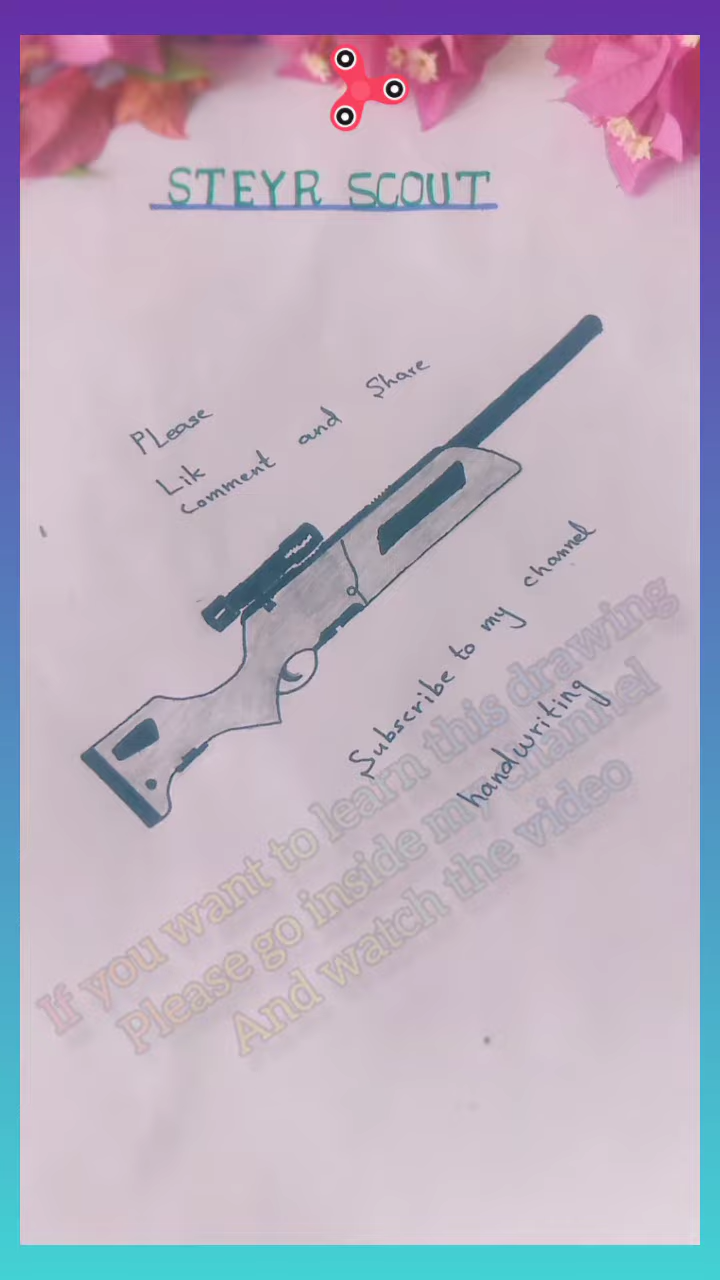 STEYR SCOUT
PLease
Lik
comment and Share
Subscribe to my channel
handwriting
If you want to learn this drawing
Please go inside my channel
And watch the video